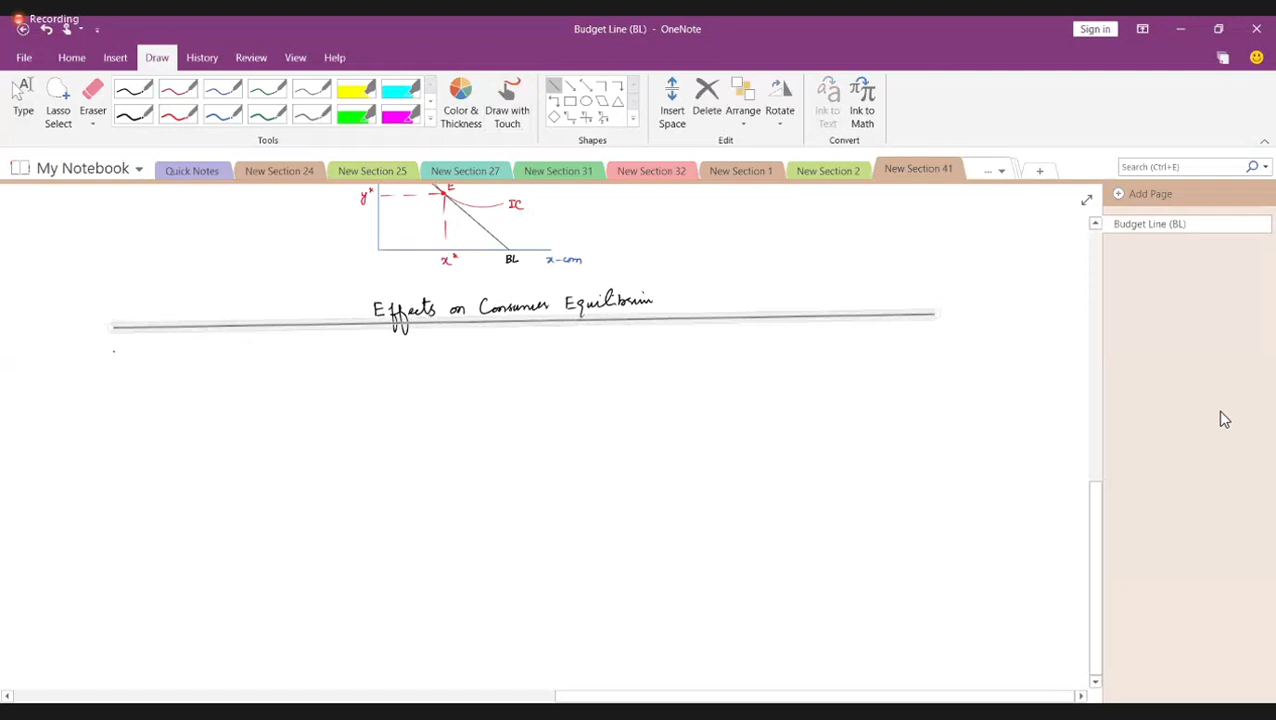 Recording
Budget Line (BL) - OneNote
Sign in
File Home Insert Draw History Review View Help
Type
Lasso Select
Eraser
Color & Thickness
Draw with Touch
Insert Space
Delete
Arrange
Rotate
Ink to Text
Ink to Math
Tools
Shapes
Edit
Convert
My Notebook
Quick Notes
New Section 24
New Section 25
New Section 27
New Section 31
New Section 32
New Section 1
New Section 2
New Section 41
...
Search (Ctrl+E)
Add Page
Budget Line (BL)
y* E
IC
x* BL x-com
Effects on Consumer Equilibrium